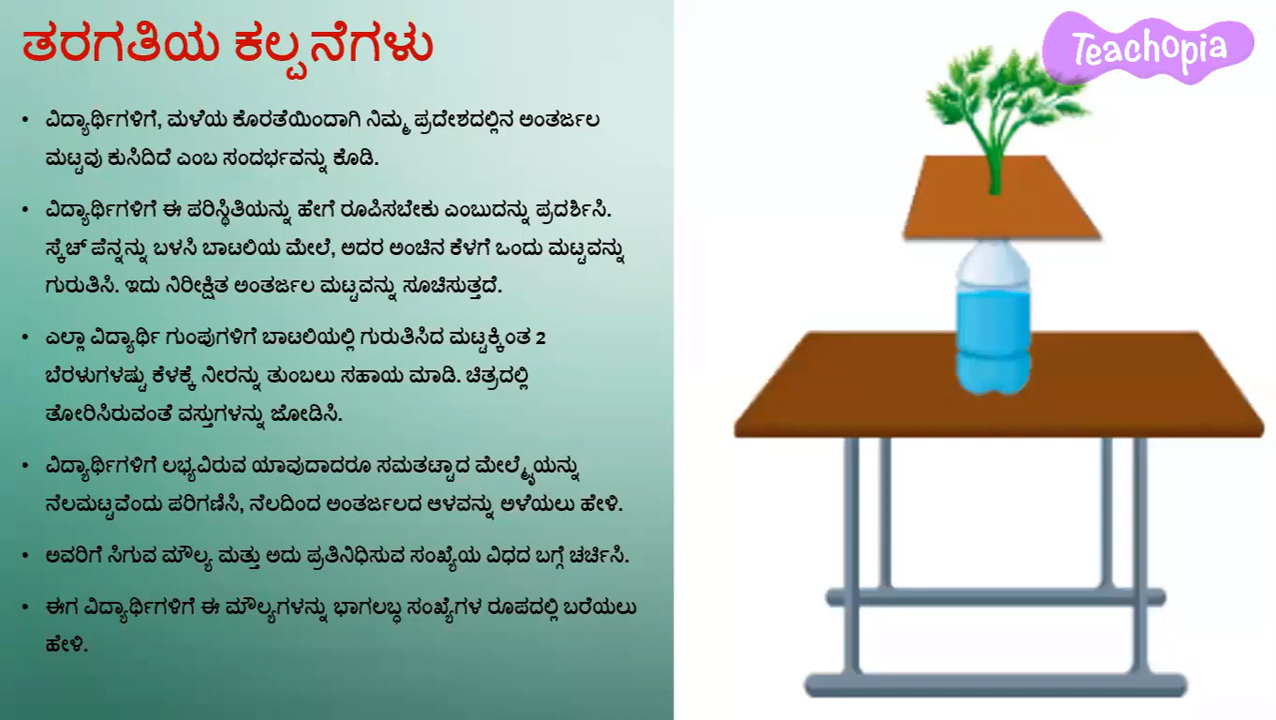 ತರಗತಿಯ ಕಲ್ಪನೆಗಳು
Teachopia
• ವಿದ್ಯಾರ್ಥಿಗಳಿಗೆ, ಮಳೆಯ ಕೊರತೆಯಿಂದಾಗಿ ನಿಮ್ಮ ಪ್ರದೇಶದಲ್ಲಿನ ಅಂತರ್ಜಲ
ಮಟ್ಟವು ಕುಸಿದಿದೆ ಎಂಬ ಸಂದರ್ಭವನ್ನು ಕೊಡಿ.
• ವಿದ್ಯಾರ್ಥಿಗಳಿಗೆ ಈ ಪರಿಸ್ಥಿತಿಯನ್ನು ಹೇಗೆ ರೂಪಿಸಬೇಕು ಎಂಬುದನ್ನು ಪ್ರದರ್ಶಿಸಿ.
ಸ್ಕೆಚ್ ಪೆನ್ನನ್ನು ಬಳಸಿ ಬಾಟಲಿಯ ಮೇಲೆ, ಅದರ ಅಂಚಿನ ಕೆಳಗೆ ಒಂದು ಮಟ್ಟವನ್ನು
ಗುರುತಿಸಿ. ಇದು ನಿರೀಕ್ಷಿತ ಅಂತರ್ಜಲ ಮಟ್ಟವನ್ನು ಸೂಚಿಸುತ್ತದೆ.
• ಎಲ್ಲಾ ವಿದ್ಯಾರ್ಥಿ ಗುಂಪುಗಳಿಗೆ ಬಾಟಲಿಯಲ್ಲಿ ಗುರುತಿಸಿದ ಮಟ್ಟಕ್ಕಿಂತ 2
ಬೆರಳುಗಳಷ್ಟು ಕೆಳಕ್ಕೆ ನೀರನ್ನು ತುಂಬಲು ಸಹಾಯ ಮಾಡಿ. ಚಿತ್ರದಲ್ಲಿ
ತೋರಿಸಿರುವಂತೆ ವಸ್ತುಗಳನ್ನು ಜೋಡಿಸಿ.
• ವಿದ್ಯಾರ್ಥಿಗಳಿಗೆ ಲಭ್ಯವಿರುವ ಯಾವುದಾದರೂ ಸಮತಟ್ಟಾದ ಮೇಲ್ಮೈಯನ್ನು
ನೆಲಮಟ್ಟವೆಂದು ಪರಿಗಣಿಸಿ, ನೆಲದಿಂದ ಅಂತರ್ಜಲದ ಆಳವನ್ನು ಅಳೆಯಲು ಹೇಳಿ.
• ಅವರಿಗೆ ಸಿಗುವ ಮೌಲ್ಯ ಮತ್ತು ಅದು ಪ್ರತಿನಿಧಿಸುವ ಸಂಖ್ಯೆಯ ವಿಧದ ಬಗ್ಗೆ ಚರ್ಚಿಸಿ.
• ಈಗ ವಿದ್ಯಾರ್ಥಿಗಳಿಗೆ ಈ ಮೌಲ್ಯಗಳನ್ನು ಭಾಗಲಬ್ಧ ಸಂಖ್ಯೆಗಳ ರೂಪದಲ್ಲಿ ಬರೆಯಲು
ಹೇಳಿ.